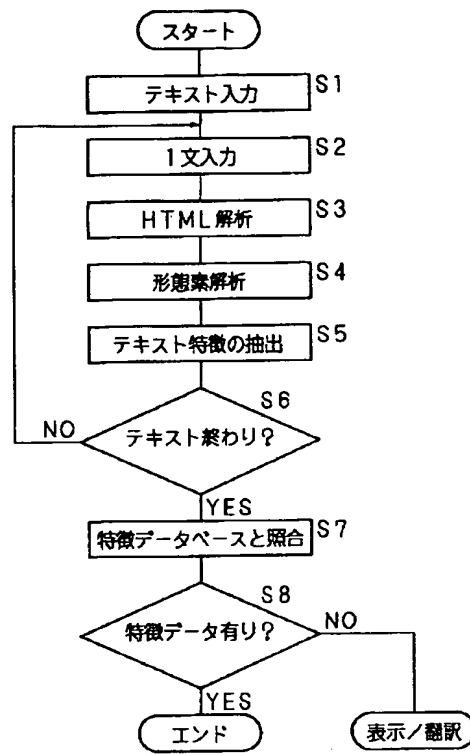 スタート
テキスト入力 S1
1文入力 S2
HTML解析 S3
形態素解析 S4
テキスト特徴の抽出 S5
S6
NO テキスト終わり?
YES
特徴データベースと照合 S7
S8
特徴データ有り? NO
YES
エンド 表示/翻訳